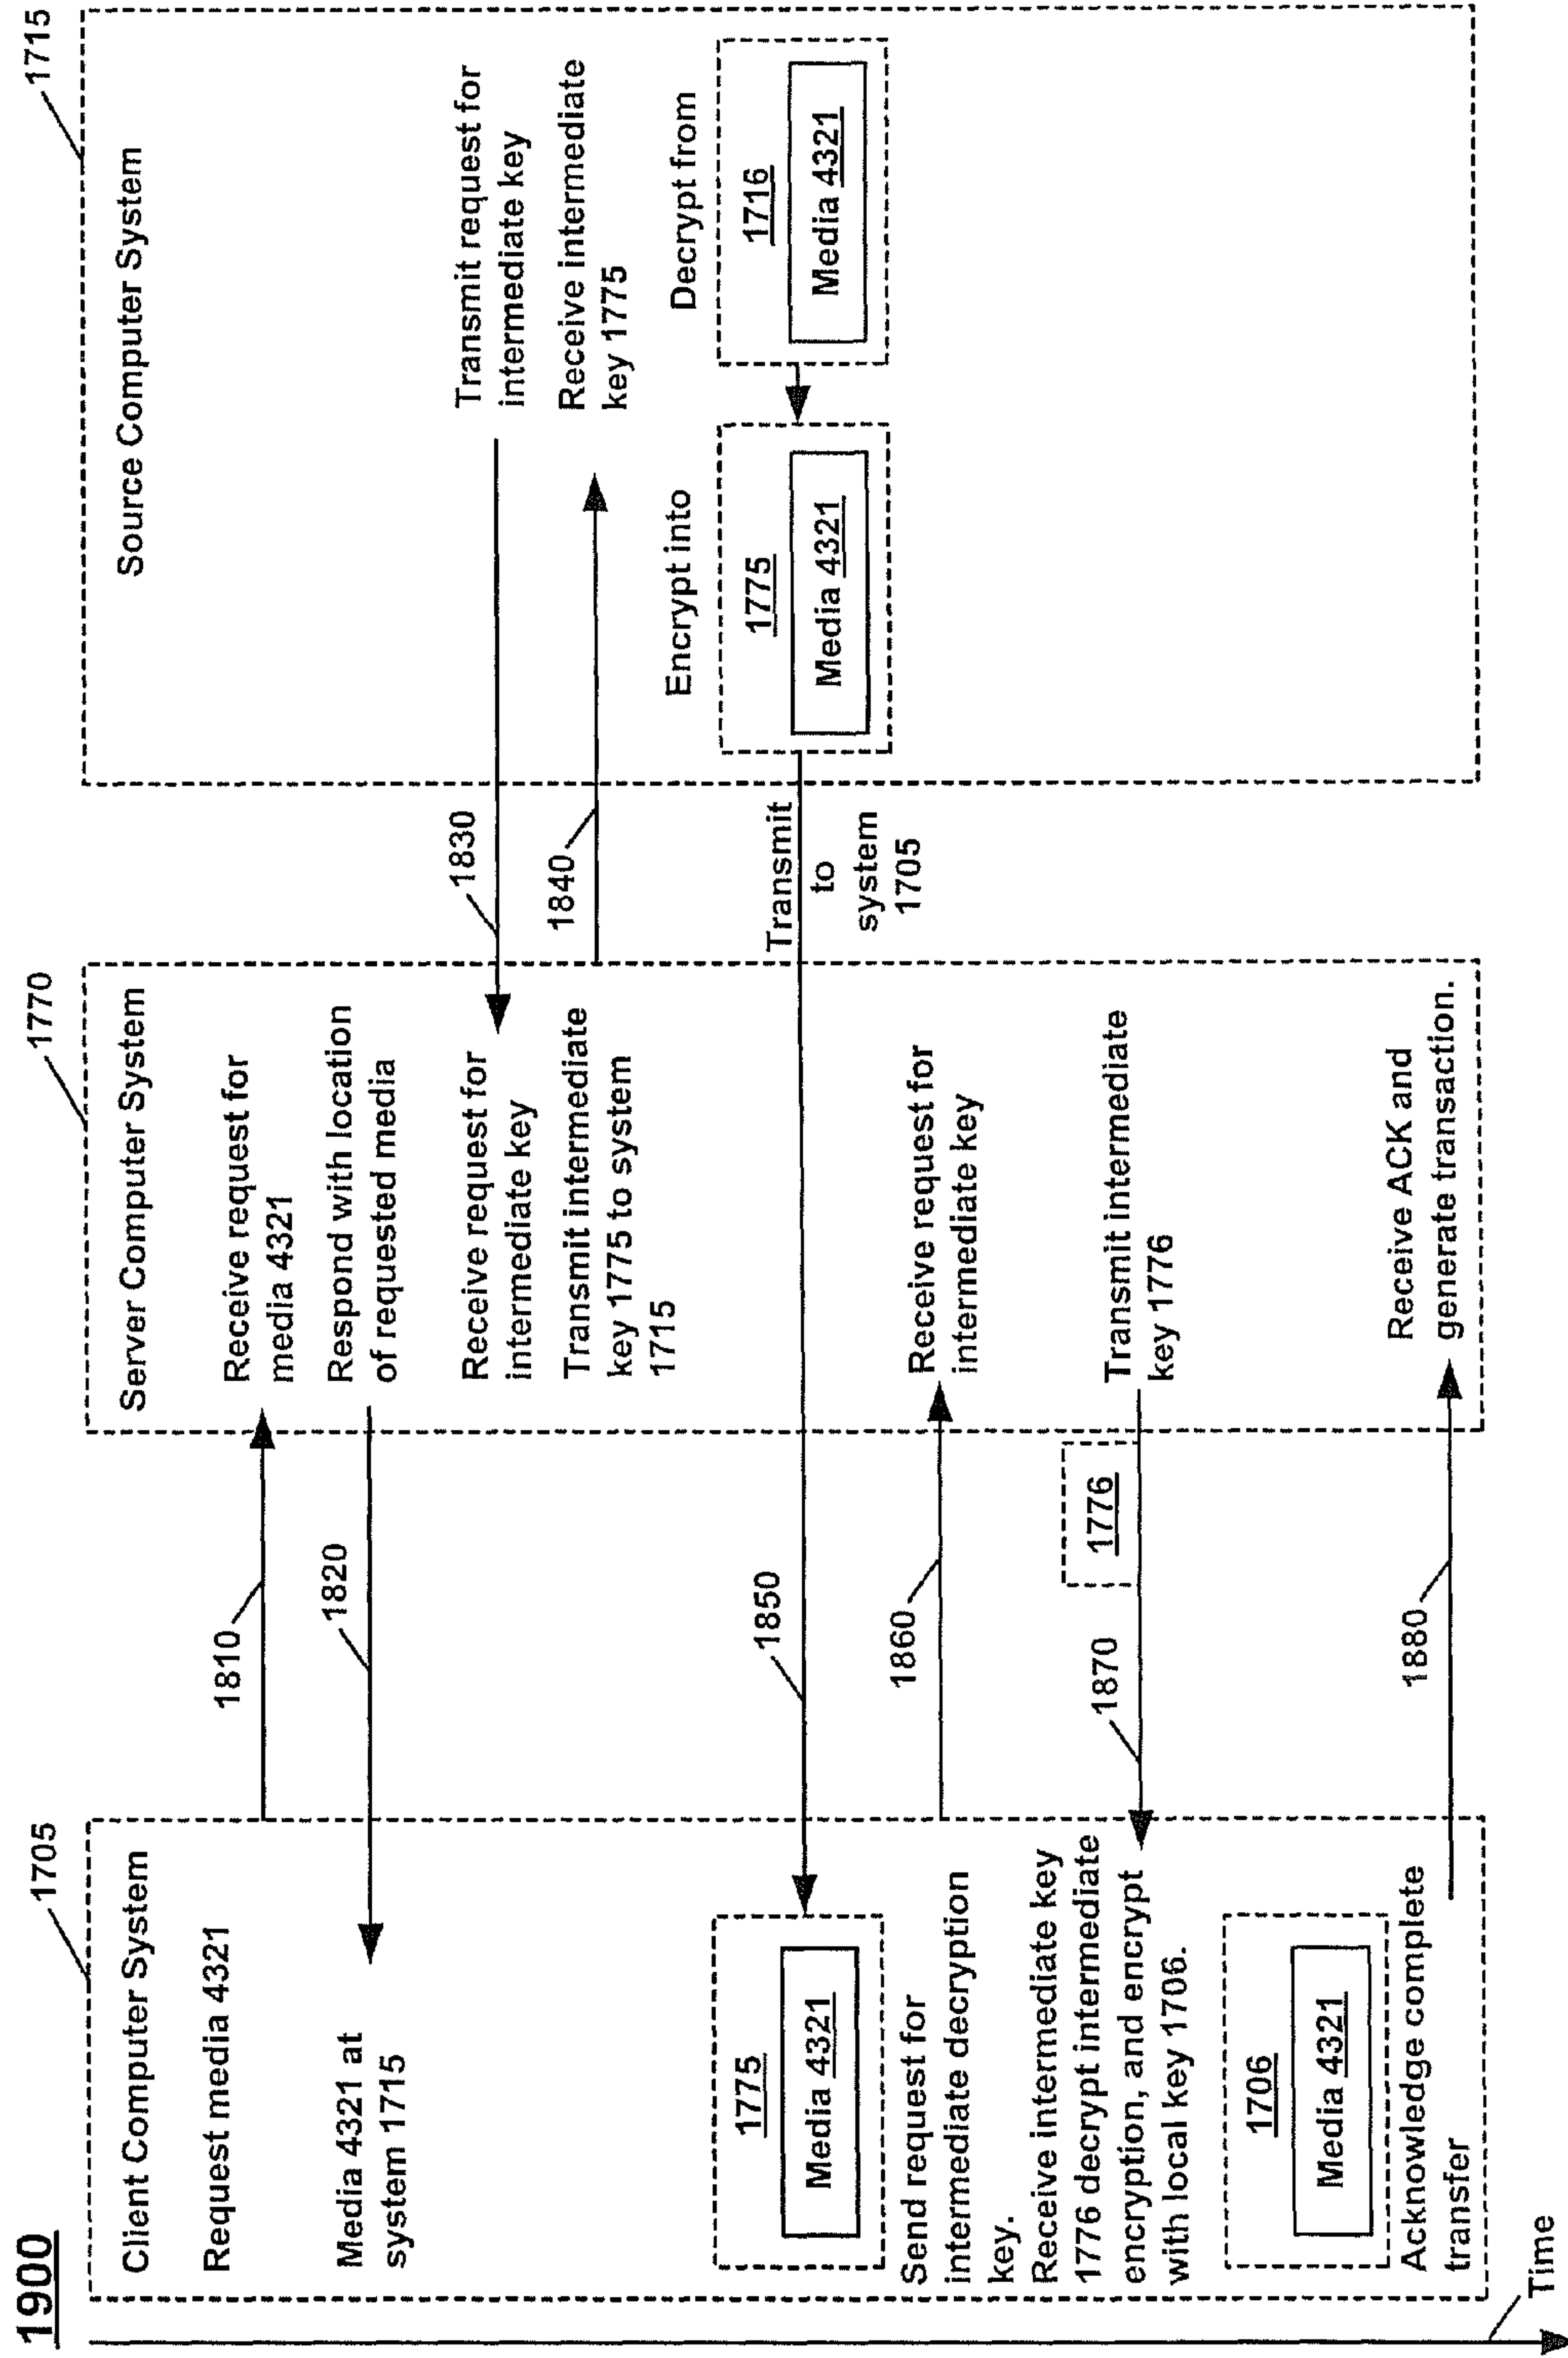 1900
1705
Client Computer System
Request media 4321
Media 4321 at
system 1715
1775
Media 4321
Send request for
intermediate decryption
key.
Receive intermediate key
1776 decrypt intermediate
encryption, and encrypt
with local key 1706.
1706
Media 4321
Acknowledge complete
transfer
Time
1810
1820
1850
1860
1776
1870
1880
1770
Server Computer System
Receive request for
media 4321
Respond with location
of requested media
Receive request for
intermediate key
Transmit intermediate
key 1775 to system
1715
Receive request for
intermediate key
Transmit intermediate
key 1776
Receive ACK and
generate transaction.
1830
1840
Transmit
to
system
1705
1715
Source Computer System
Transmit request for
intermediate key
Receive intermediate
key 1775
Encrypt into
1775
Media 4321
Decrypt from
1716
Media 4321